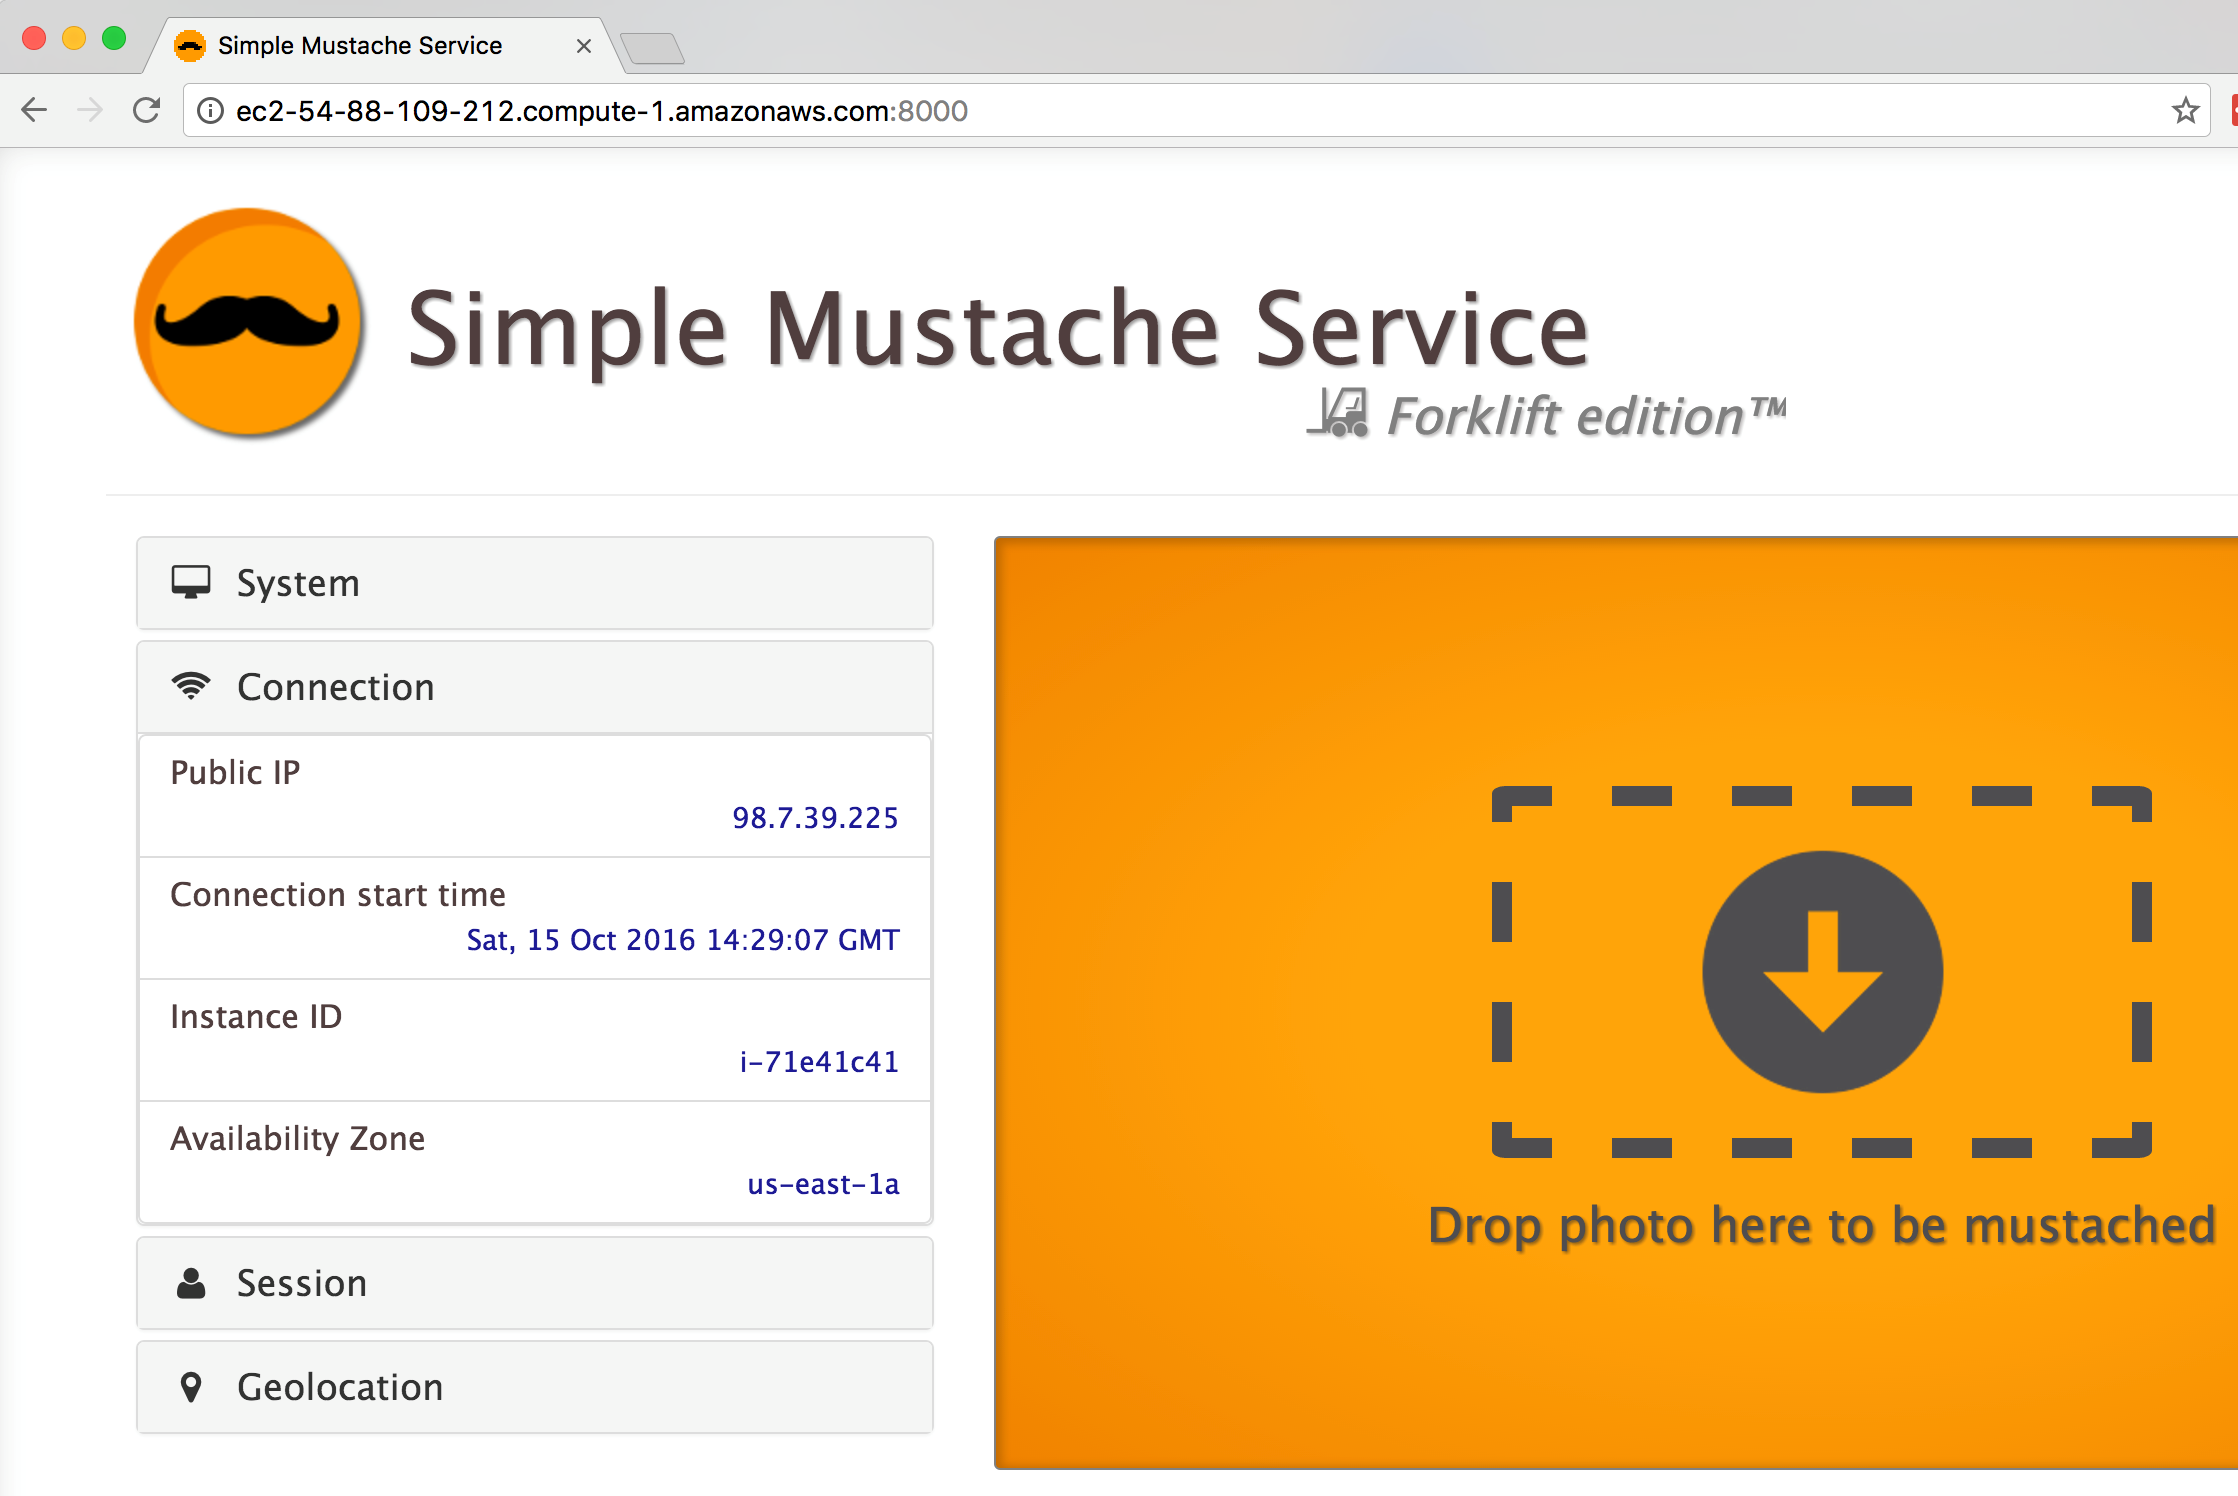 Simple Mustache Service
ec2-54-88-109-212.compute-1.amazonaws.com:8000
Simple Mustache Service
Forklift edition™
System
Connection
Public IP
98.7.39.225
Connection start time
Sat, 15 Oct 2016 14:29:07 GMT
Instance ID
i-71e41c41
Availability Zone
us-east-1a
Session
Geolocation
Drop photo here to be mustached